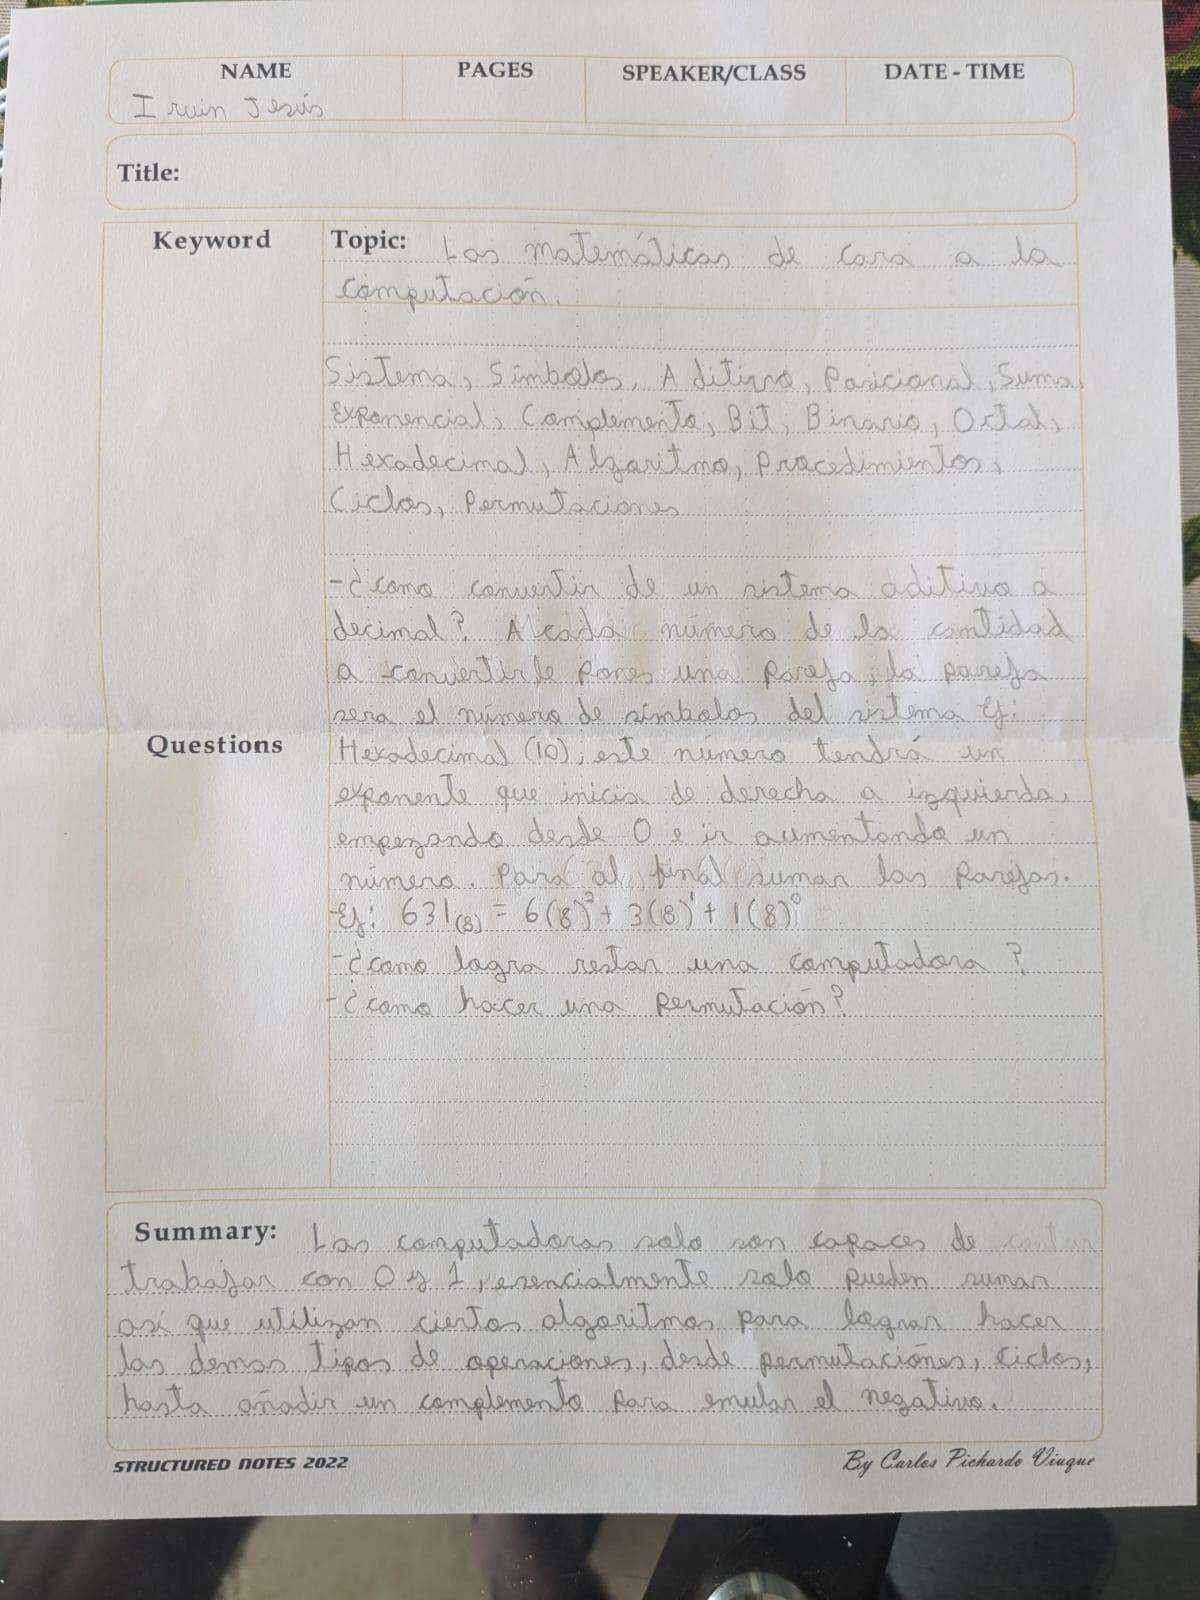 NAME PAGES SPEAKER/CLASS DATE - TIME
Irvin Jesús
Title:
Keyword
Topic: Las matemáticas de cara a la
computación.
Sistema, Símbolos, Aditivo, Posicional, Suma
Exponencial, Complemento, Bit, Binario, Octal,
Hexadecimal, Algoritmo, Procedimientos,
Ciclos, Permutaciones
-¿como convertir de un sistema aditivo a
decimal? A cada número de la cantidad
a convertir le pones una pareja, la pareja
sera el número de símbolos del sistema Ej:
Questions
Hexadecimal (10), este número tendrá un
exponente que inicia de derecha a izquierda,
empezando desde 0 e ir aumentando un
número. Para al final sumar las parejas.
-Ej: 631(8) = 6(8)² + 3(8)¹ + 1(8)⁰
-¿como logra restar una computadora?
-¿como hacer una permutación?
Summary: Las computadoras solo son capaces de
trabajar con 0 y 1, esencialmente solo pueden sumar
así que utilizan ciertos algoritmos para lograr hacer
las demas tipos de operaciones, desde permutaciones, ciclos,
hasta añadir un complemento para emular el negativo.
STRUCTURED NOTES 2022 By Carlos Pichardo Viuque